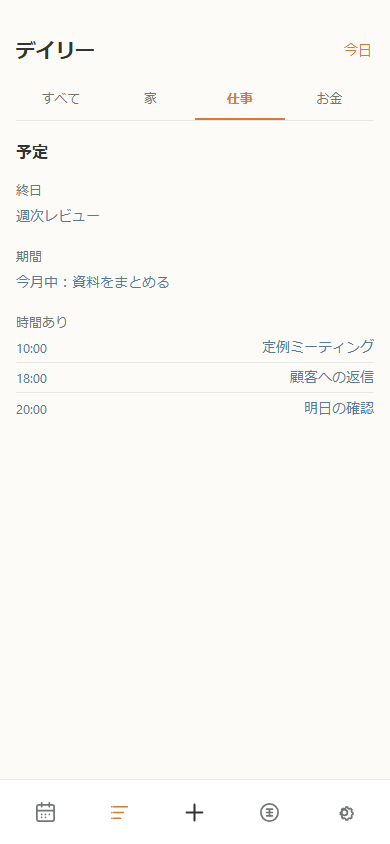 デイリー
今日
すべて 家 仕事 お金
予定
終日
週次レビュー
期間
今月中：資料をまとめる
時間あり
10:00 定例ミーティング
18:00 顧客への返信
20:00 明日の確認